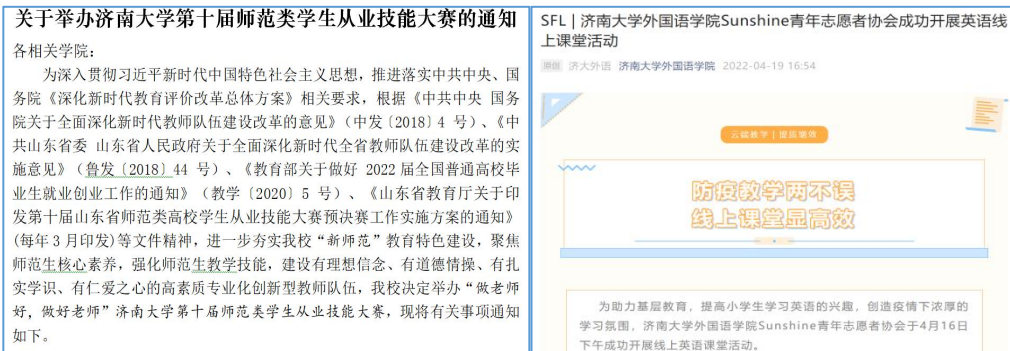 关于举办济南大学第十届师范类学生从业技能大赛的通知
各相关学院：
为深入贯彻习近平新时代中国特色社会主义思想，推进落实中共中央、国
务院《深化新时代教育评价改革总体方案》相关要求，根据《中共中央 国务
院关于全面深化新时代教师队伍建设改革的意见》（中发〔2018〕4 号）、《中
共山东省委 山东省人民政府关于全面深化新时代全省教师队伍建设改革的实
施意见》（鲁发〔2018〕44 号）、《教育部关于做好 2022 届全国普通高校毕
业生就业创业工作的通知》（教学〔2020〕5 号）、《山东省教育厅关于印
发第十届山东省师范类高校学生从业技能大赛预决赛工作实施方案的通知》
(每年 3 月印发)等文件精神，进一步夯实我校“新师范”教育特色建设，聚焦
师范生核心素养，强化师范生教学技能，建设有理想信念、有道德情操、有扎
实学识、有仁爱之心的高素质专业化创新型教师队伍，我校决定举办“做老师
好，做好老师”济南大学第十届师范类学生从业技能大赛，现将有关事项通知
如下。
SFL | 济南大学外国语学院Sunshine青年志愿者协会成功开展英语线
上课堂活动
原创 济大外语 济南大学外国语学院 2022-04-19 16:54
云端教学 | 提质增效
防疫教学两不误
线上课堂显高效
为助力基层教育，提高小学生学习英语的兴趣，创造疫情下浓厚的
学习氛围，济南大学外国语学院Sunshine青年志愿者协会于4月16日
下午成功开展线上英语课堂活动。